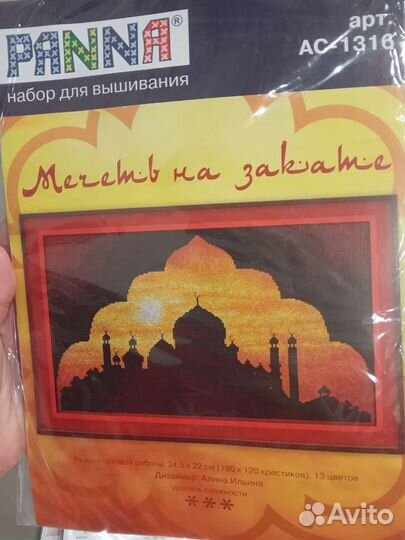 PANNA®
набор для вышивания
арт.
АС-1316
Мечеть на закате
Размер готовой работы: 34,5 х 22 см (190 х 120 крестиков), 13 цветов
Дизайнер: Алина Ильина
уровень сложности
***
Avito